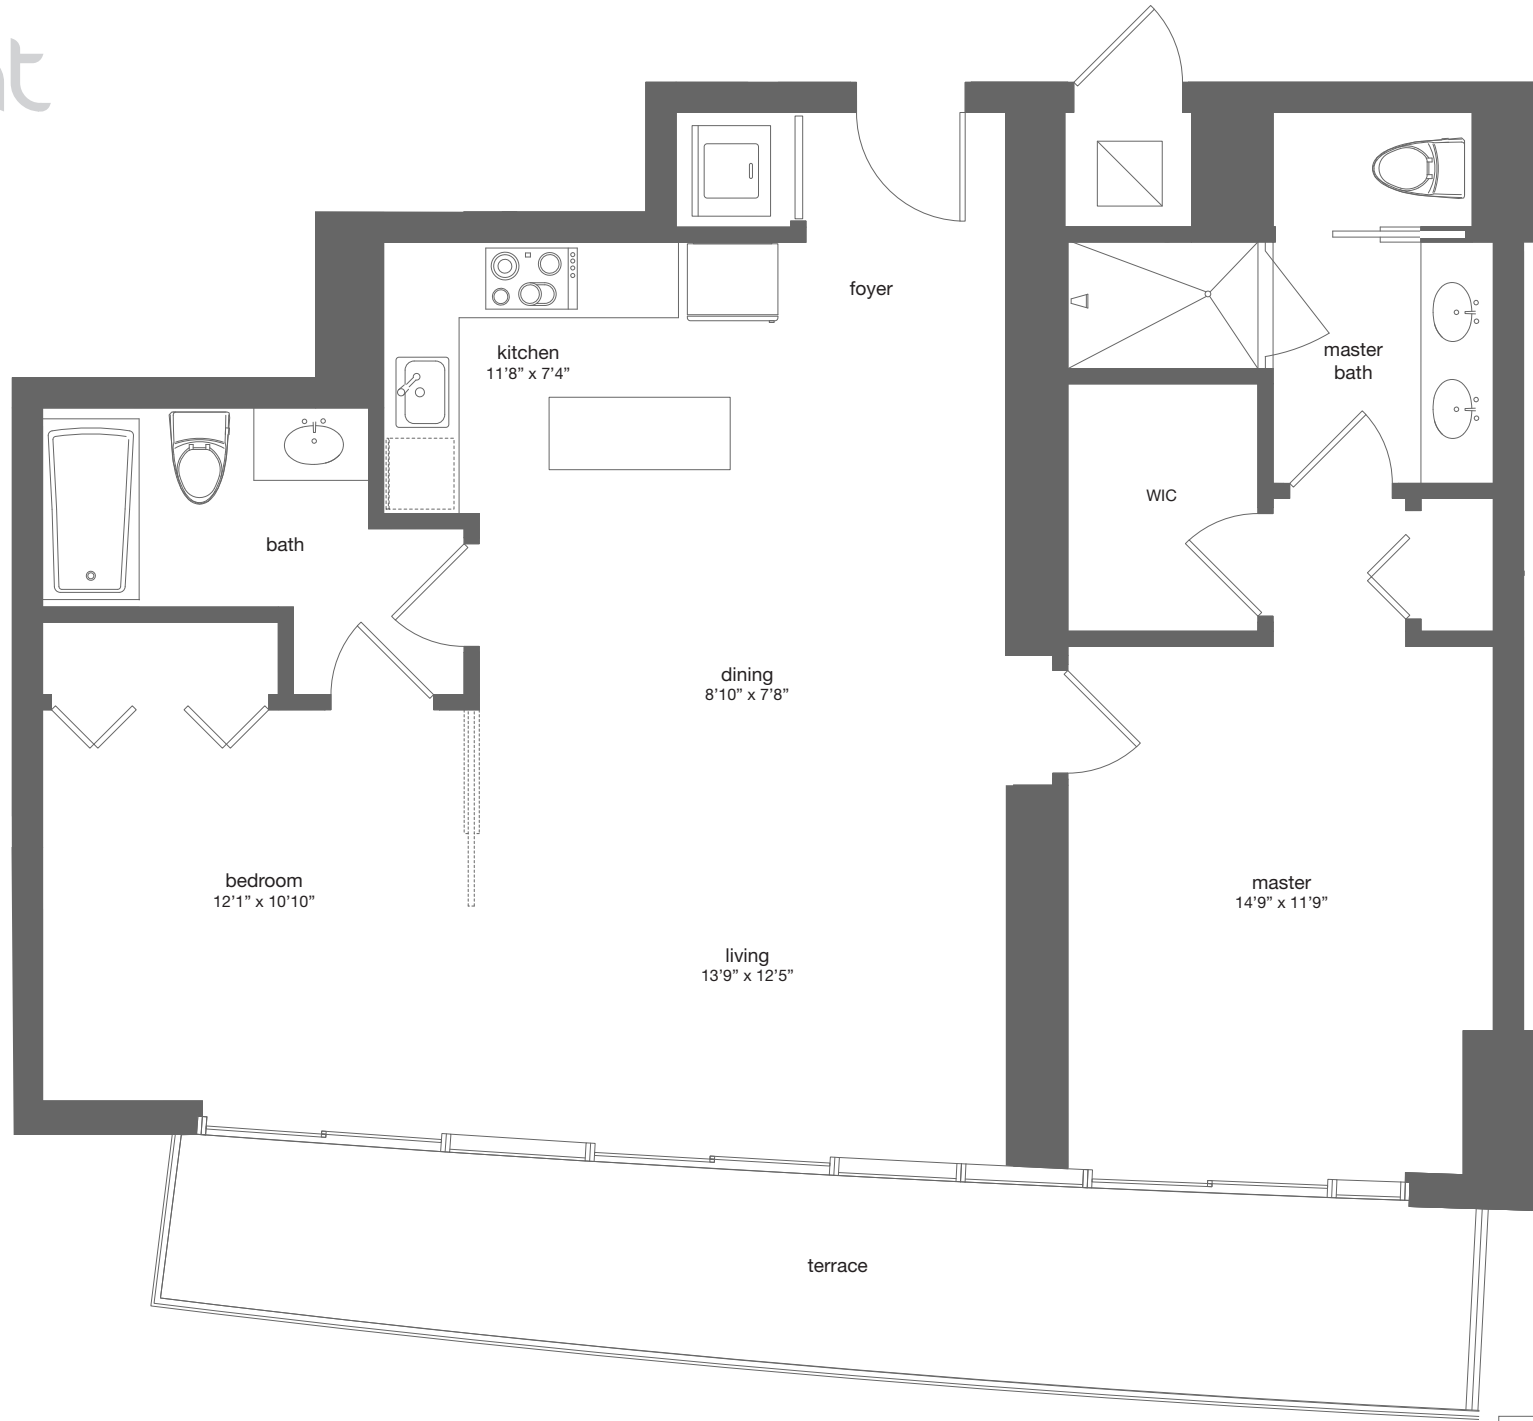 nt
foyer
kitchen
11’8” x 7’4”
master
bath
WIC
bath
dining
8’10” x 7’8”
bedroom
12’1” x 10’10”
master
14’9” x 11’9”
living
13’9” x 12’5”
terrace